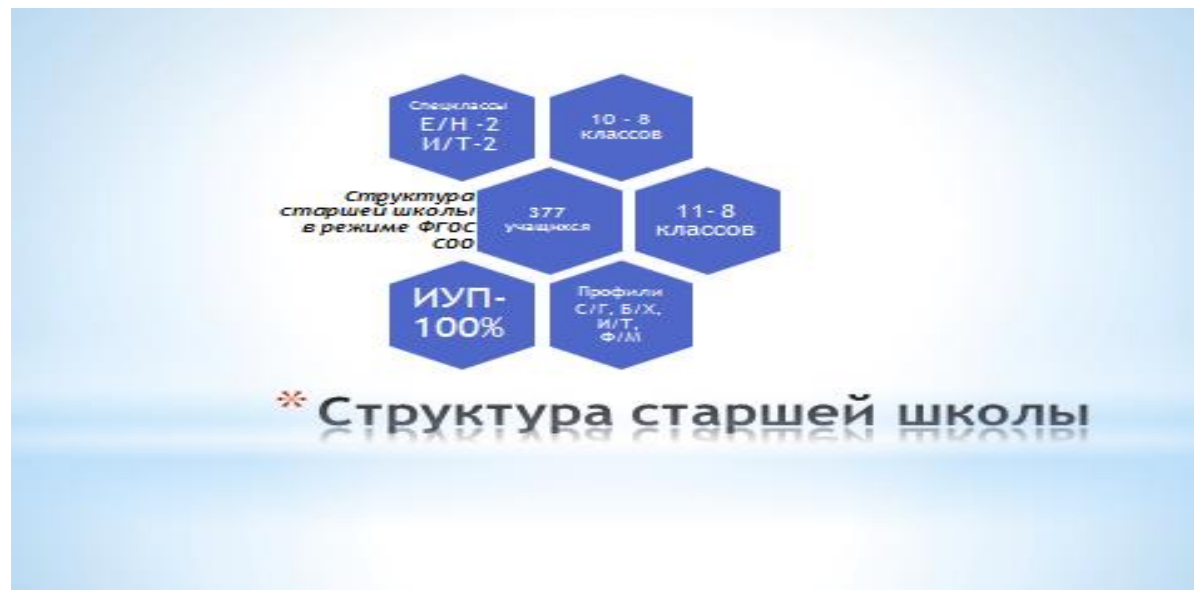 Спецклассы
Е/Н -2
И/Т-2
10 - 8
классов
Структура
старшей школы
в режиме ФГОС
СОО
377
учащихся
11- 8
классов
ИУП-
100%
Профили
С/Г, Б/Х,
И/Т,
Ф/М
* Структура старшей школы